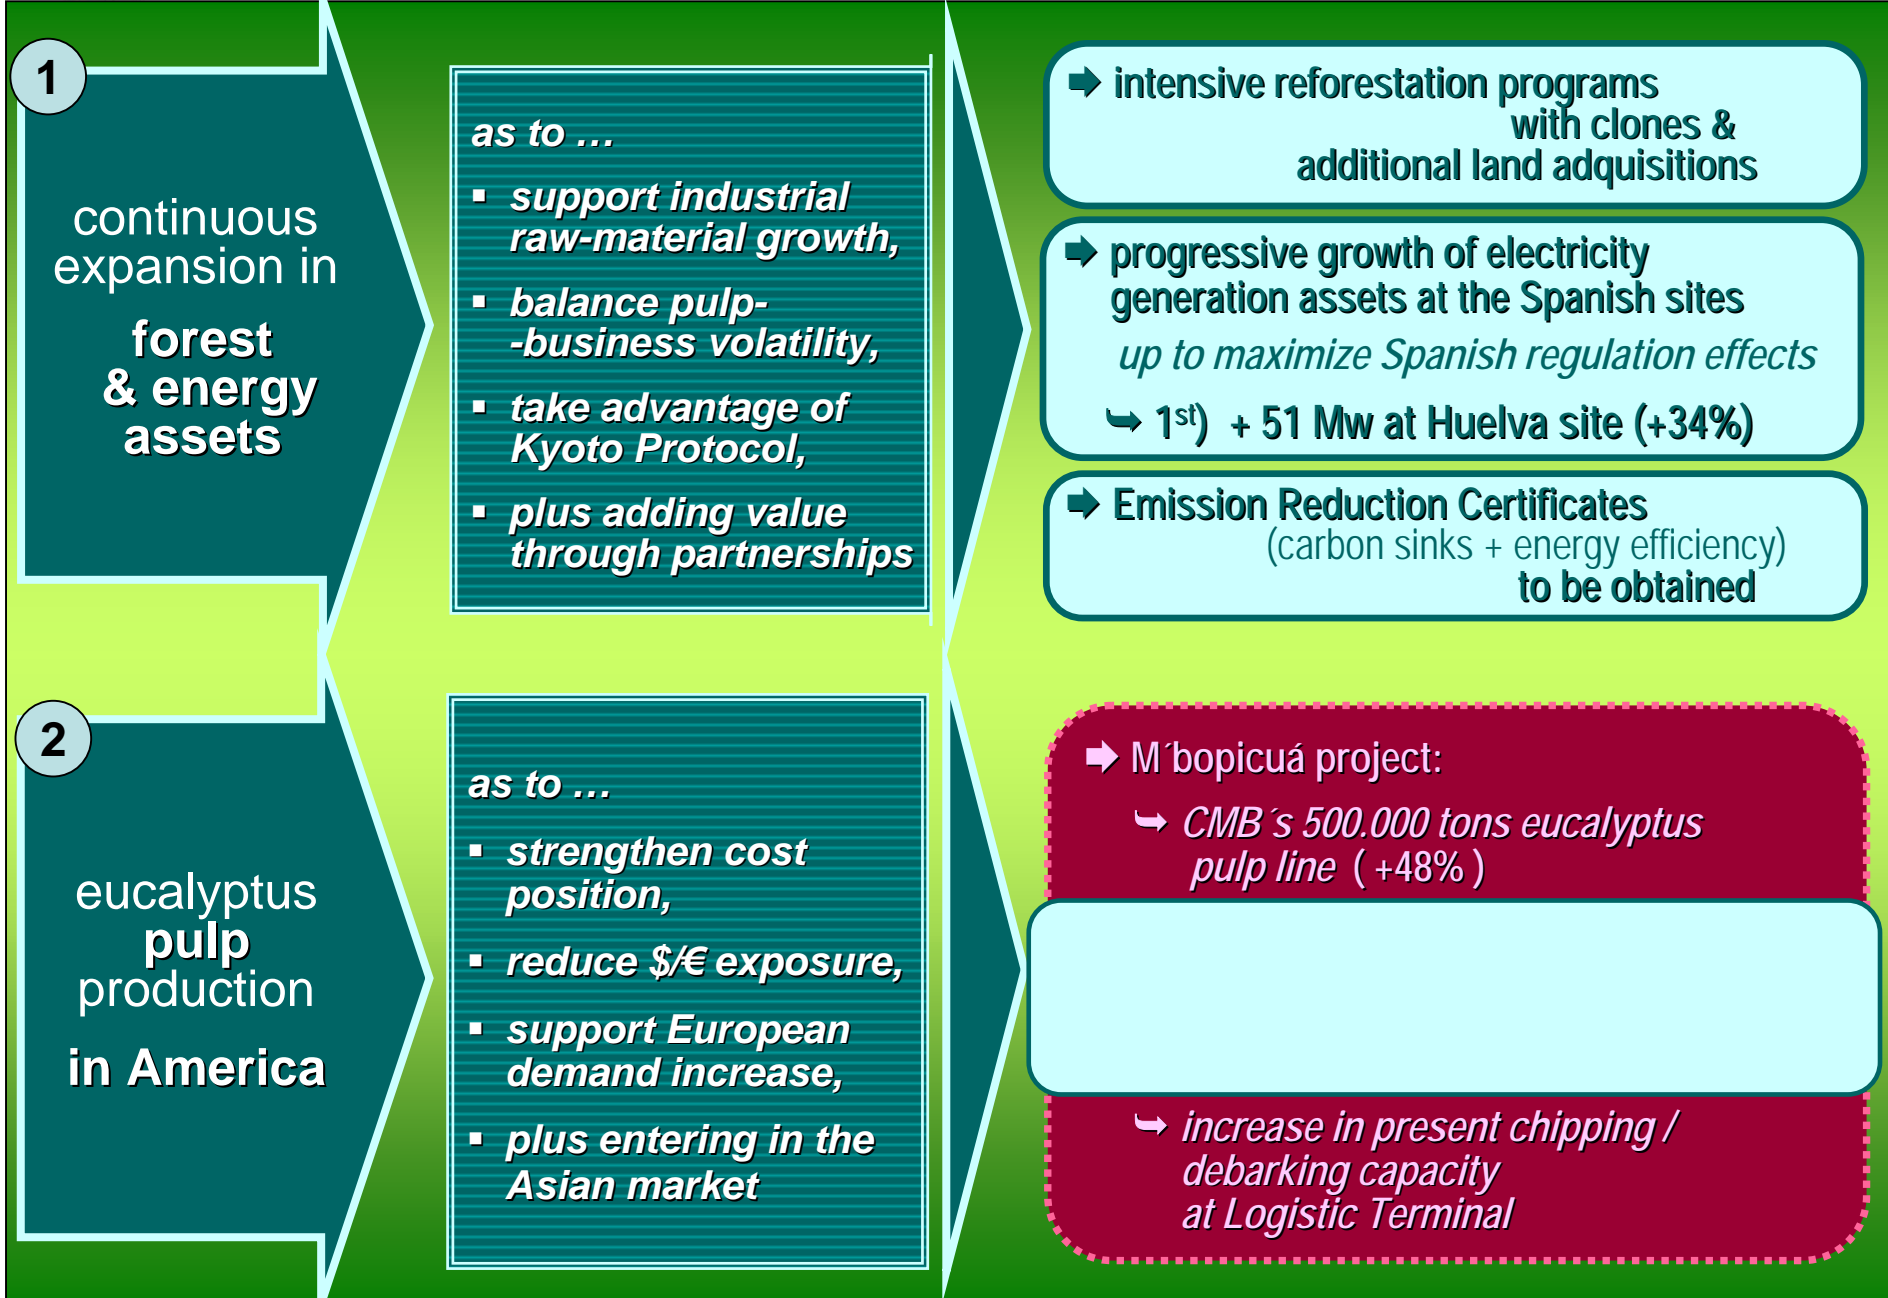 1
continuous
expansion in
forest
& energy
assets
as to …
▪ support industrial
raw-material growth,
▪ balance pulp-
-business volatility,
▪ take advantage of
Kyoto Protocol,
▪ plus adding value
through partnerships
➡ intensive reforestation programs
with clones &
additional land adquisitions
➡ progressive growth of electricity
generation assets at the Spanish sites
up to maximize Spanish regulation effects
➥ 1st) + 51 Mw at Huelva site (+34%)
➡ Emission Reduction Certificates
(carbon sinks + energy efficiency)
to be obtained
2
eucalyptus
pulp
production
in America
as to …
▪ strengthen cost
position,
▪ reduce $/€ exposure,
▪ support European
demand increase,
▪ plus entering in the
Asian market
➡ M´bopicuá project:
➥ CMB´s 500.000 tons eucalyptus
pulp line ( +48% )
➥ increase in present chipping /
debarking capacity
at Logistic Terminal